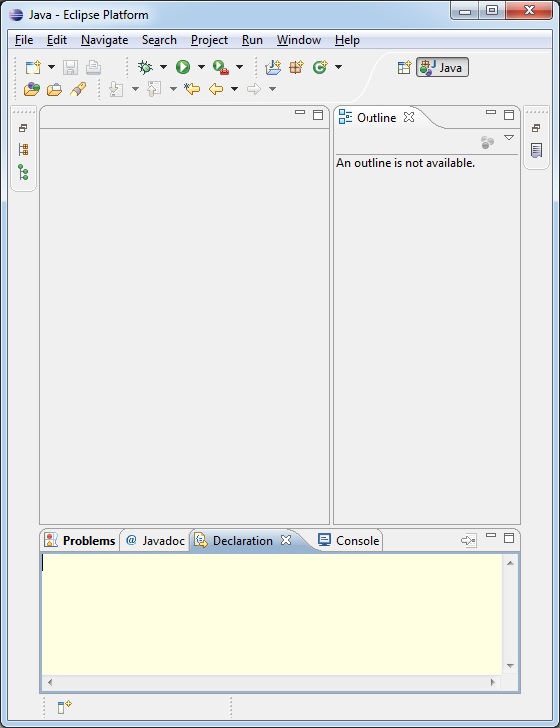 Java - Eclipse Platform
File Edit Navigate Search Project Run Window Help
Java
Outline
An outline is not available.
Problems @ Javadoc Declaration Console